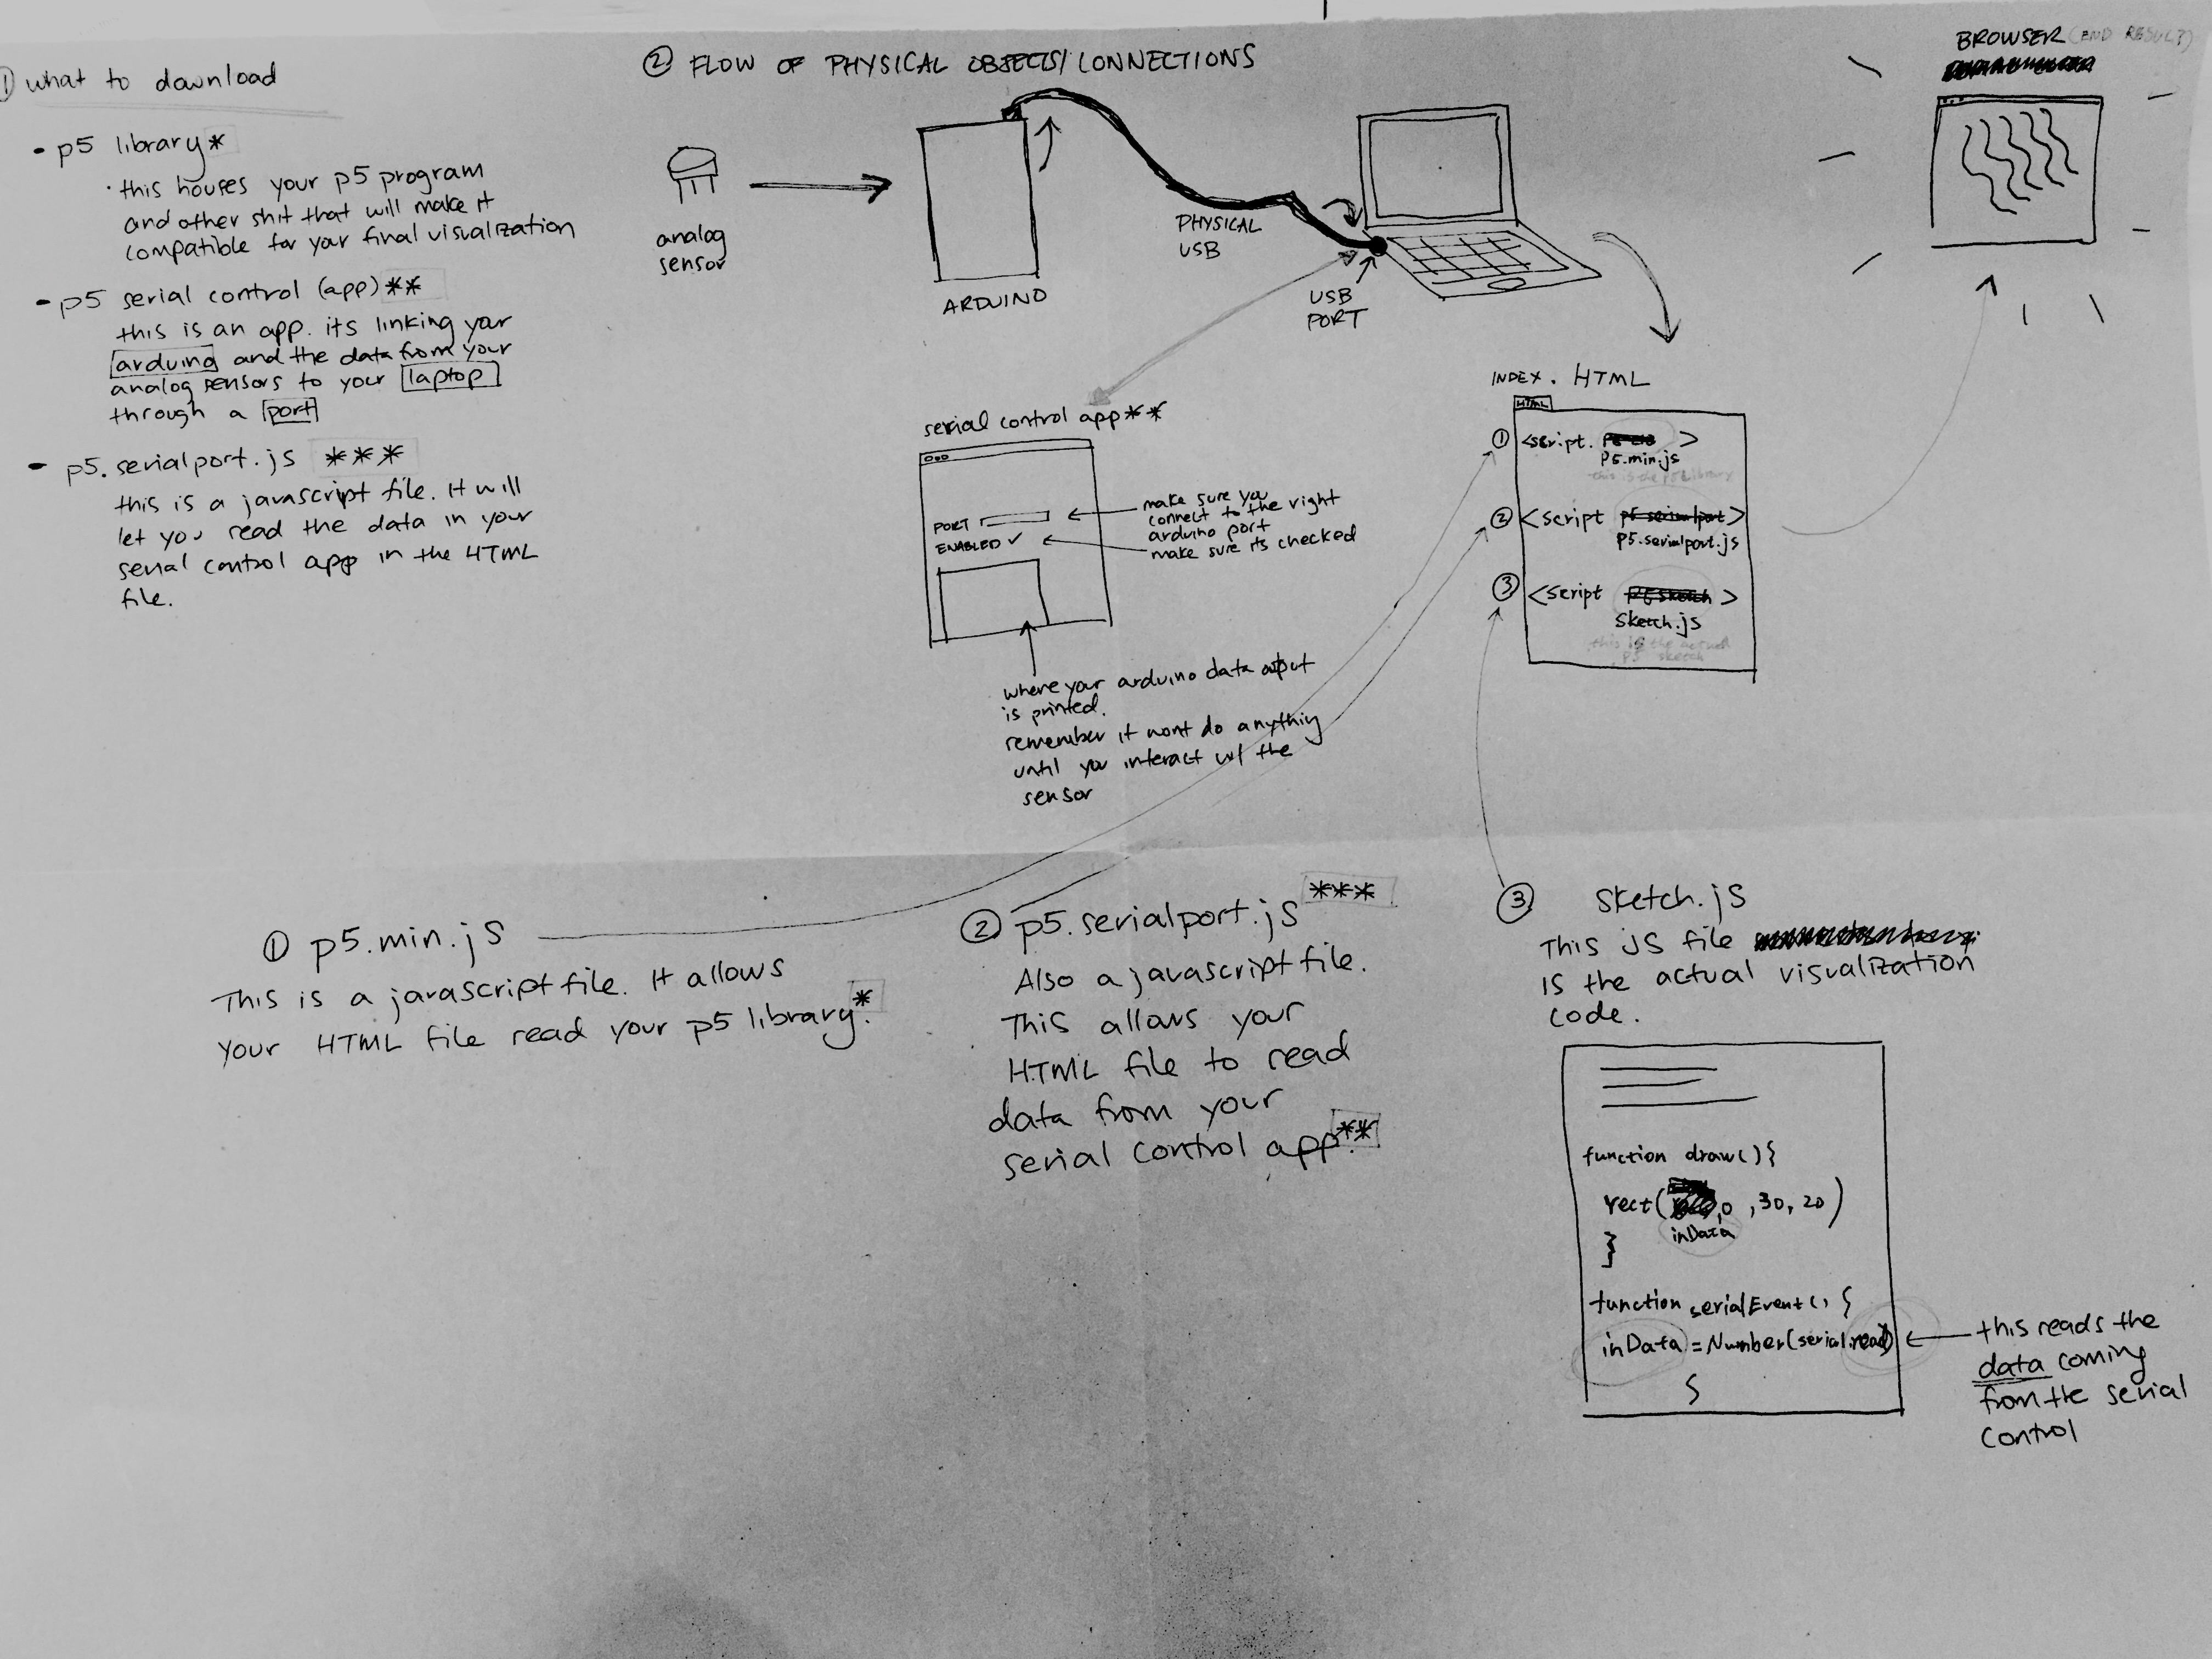 ① what to download
- p5 library*
· this houses your p5 program
and other shit that will make it
compatible for your final visualization
- p5 serial control (app)**
this is an app. its linking your
arduino and the data from your
analog sensors to your laptop
through a port
- p5.serialport.js ***
this is a javascript file. It will
let you read the data in your
serial control app in the HTML
file.
② FLOW OF PHYSICAL OBJECTS/CONNECTIONS
analog
sensor
ARDUINO
PHYSICAL
USB
USB
PORT
BROWSER (END RESULT)
serial control app**
PORT
ENABLED ✓
make sure you
connect to the right
arduino port
make sure its checked
where your arduino data output
is printed.
remember it wont do anything
until you interact w/ the
sensor
INDEX. HTML
HTML
① <script. >
p5.min.js
this is the p5 library
② <script p5 serialport>
p5.serialport.js
③ <script p5 sketch >
Sketch.js
this is the actual
p5 sketch
① p5.min.js
This is a javascript file. It allows
your HTML file read your p5 library.*
② p5.serialport.js ***
Also a javascript file.
This allows your
HTML file to read
data from your
serial control app.**
③ Sketch.js
This JS file
is the actual visualization
code.
function draw(){
rect( ,0 ,30, 20)
inData
}
function serialEvent() {
inData = Number(serial.read)
}
this reads the
data coming
from the serial
control